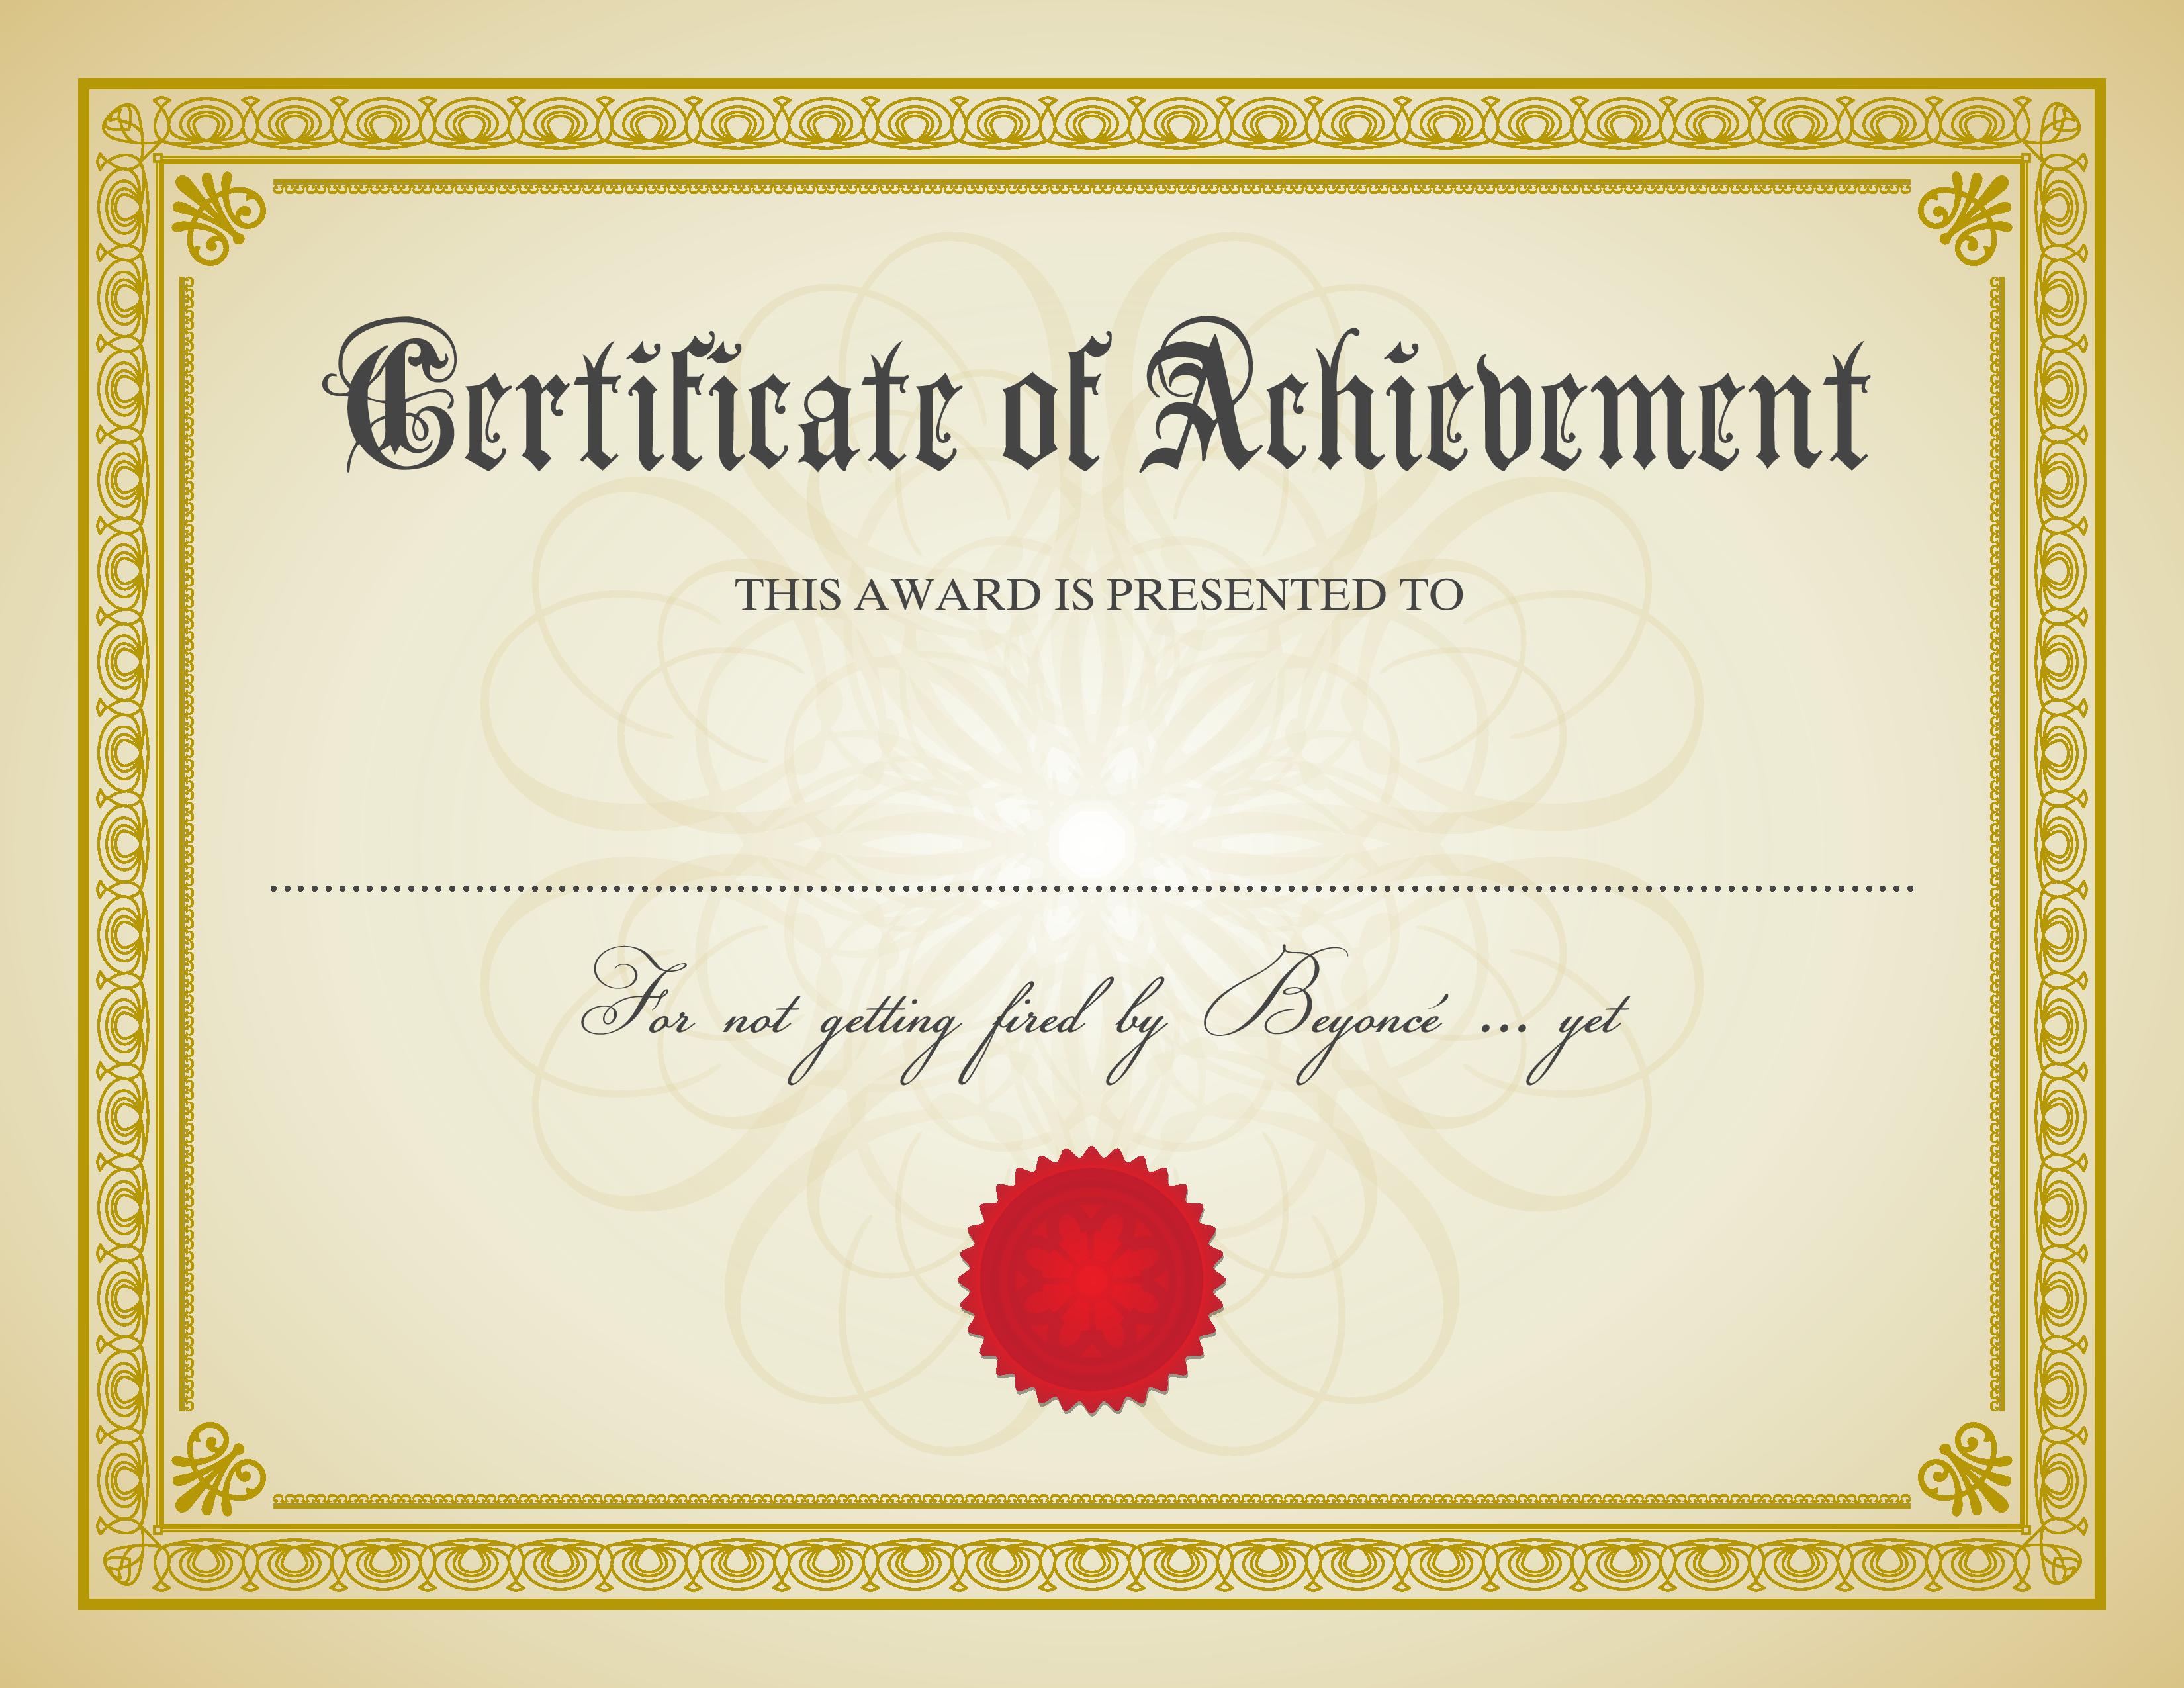 Certificate of Achievement
THIS AWARD IS PRESENTED TO
For not getting fired by Beyoncé ... yet